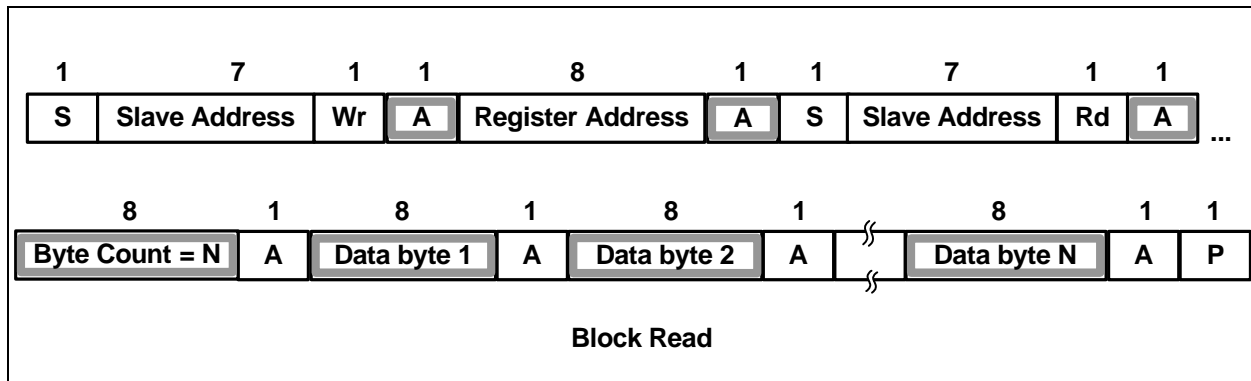 1 7 1 1 8 1 1 7 1 1
S Slave Address Wr A Register Address A S Slave Address Rd A ...
8 1 8 1 8 1 8 1 1
Byte Count = N A Data byte 1 A Data byte 2 A Data byte N A P
Block Read